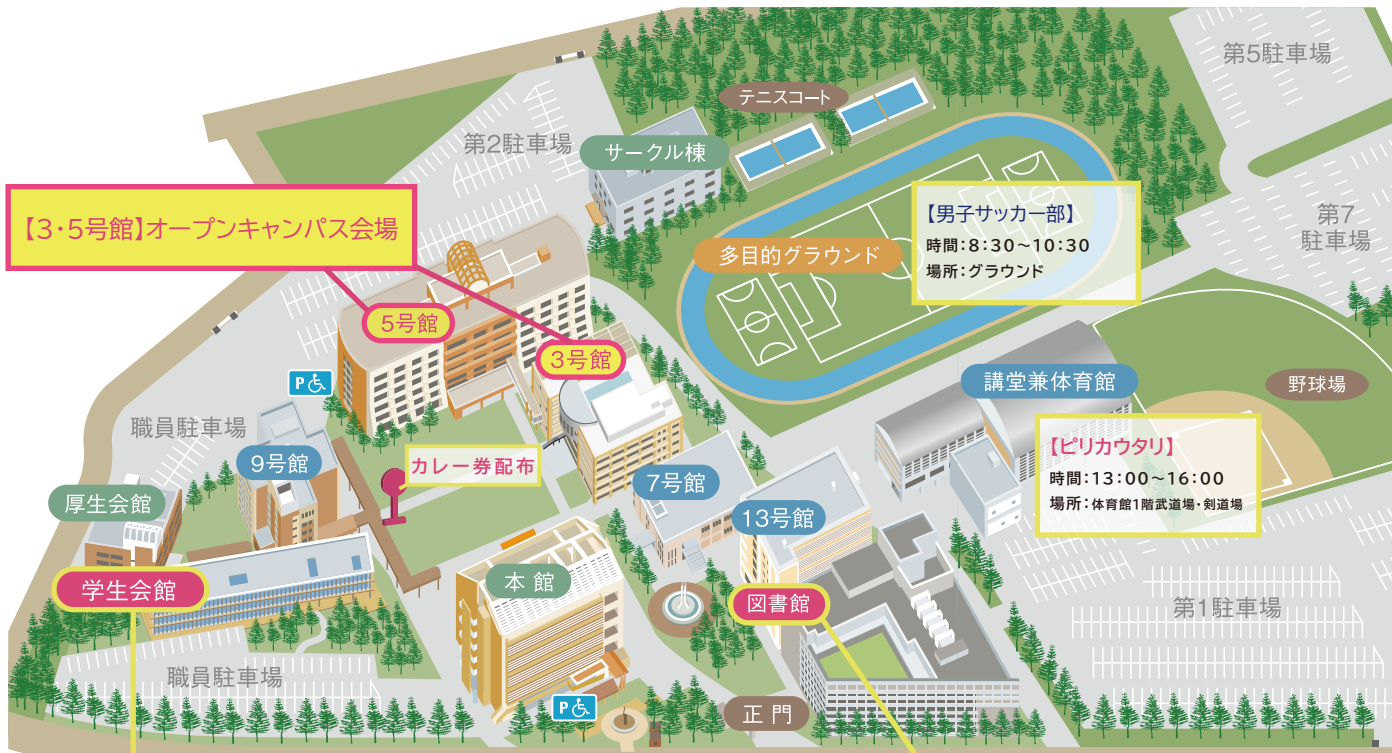 第5駐車場
テニスコート
第2駐車場
サークル棟
【3・5号館】オープンキャンパス会場
【男子サッカー部】
時間：8：30～10：30
場所：グラウンド
第7
駐車場
多目的グラウンド
5号館
3号館
講堂兼体育館
野球場
P
職員駐車場
9号館
カレー券配布
【ピリカウタリ】
時間：13：00～16：00
場所：体育館1階武道場・剣道場
7号館
厚生会館
13号館
学生会館
本館
図書館
第1駐車場
職員駐車場
P
正門